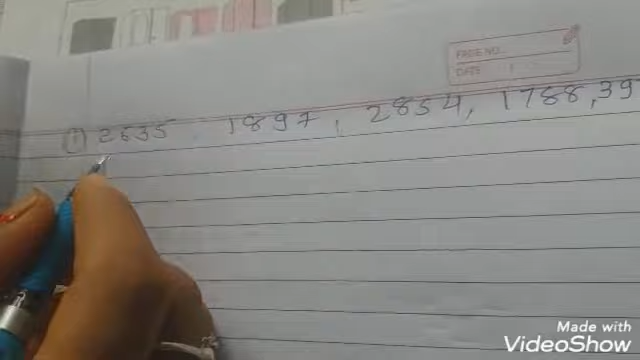 PAGE NO.
DATE
① 2635 1897, 2854, 1788, 39
Made with
VideoShow